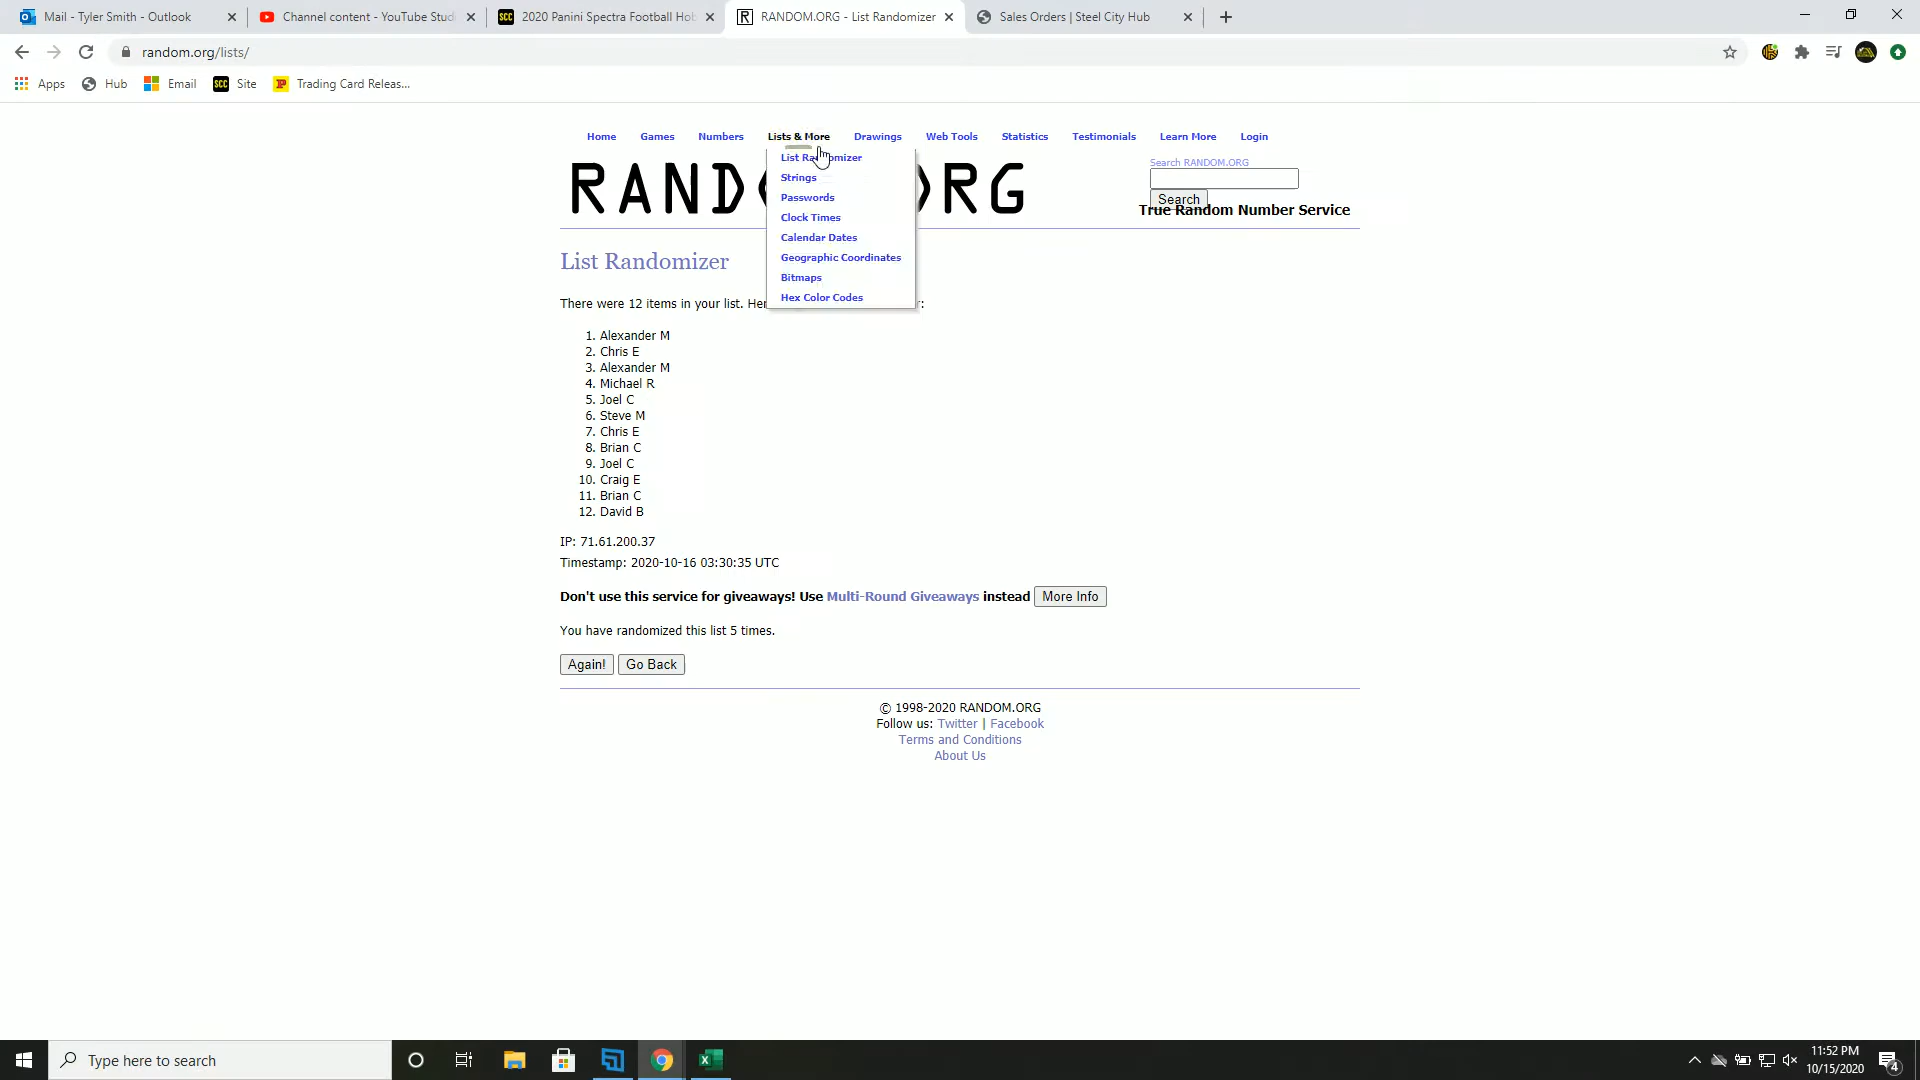 Mail - Tyler Smith - Outlook
Channel content - YouTube Stud
SCC 2020 Panini Spectra Football Hob
R RANDOM.ORG - List Randomizer
Sales Orders | Steel City Hub
random.org/lists/
Apps Hub Email SCC Site Trading Card Releas...
Home Games Numbers Lists & More Drawings Web Tools Statistics Testimonials Learn More Login
List Randomizer
Strings
Passwords
Clock Times
Calendar Dates
Geographic Coordinates
Bitmaps
Hex Color Codes
Search RANDOM.ORG
Search
True Random Number Service
List Randomizer
There were 12 items in your list. Her
1. Alexander M
2. Chris E
3. Alexander M
4. Michael R
5. Joel C
6. Steve M
7. Chris E
8. Brian C
9. Joel C
10. Craig E
11. Brian C
12. David B
IP: 71.61.200.37
Timestamp: 2020-10-16 03:30:35 UTC
Don't use this service for giveaways! Use Multi-Round Giveaways instead More Info
You have randomized this list 5 times.
Again! Go Back
© 1998-2020 RANDOM.ORG
Follow us: Twitter | Facebook
Terms and Conditions
About Us
Type here to search
11:52 PM
10/15/2020
4